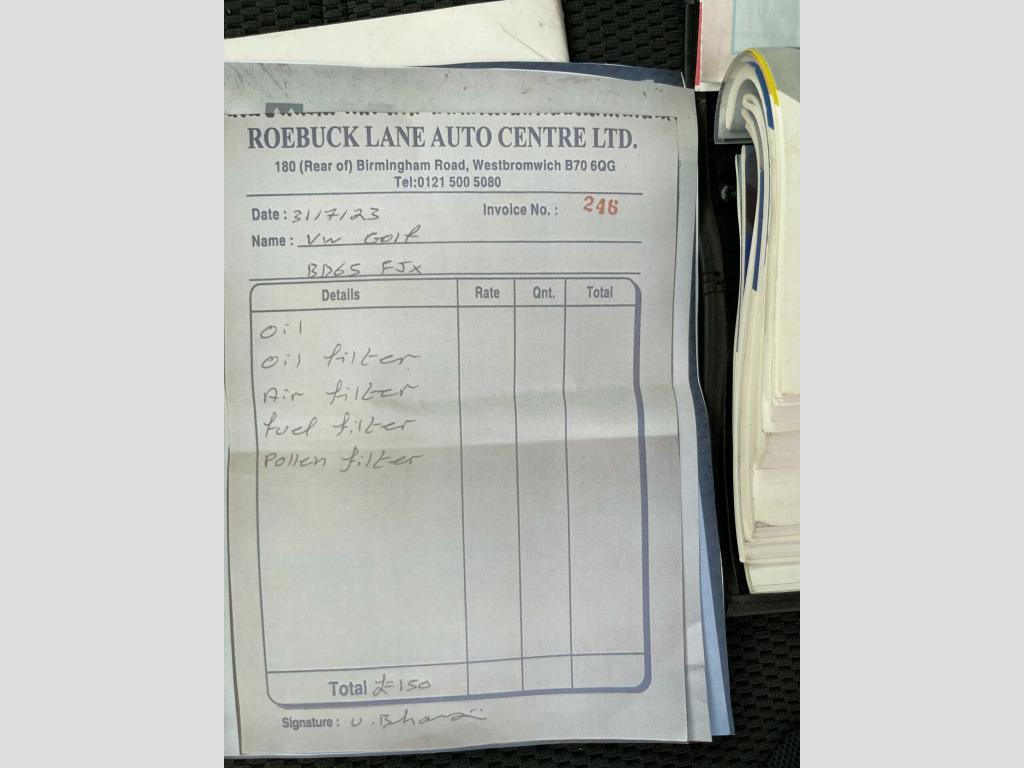 ROEBUCK LANE AUTO CENTRE LTD.
180 (Rear of) Birmingham Road, Westbromwich B70 6QG
Tel:0121 500 5080
Date : 31/7/23 Invoice No. : 246
Name : VW Golf
BD65 FJX
Details Rate Qnt. Total
Oil
Oil filter
Air filter
fuel filter
Pollen filter
Total £=150
Signature : U.